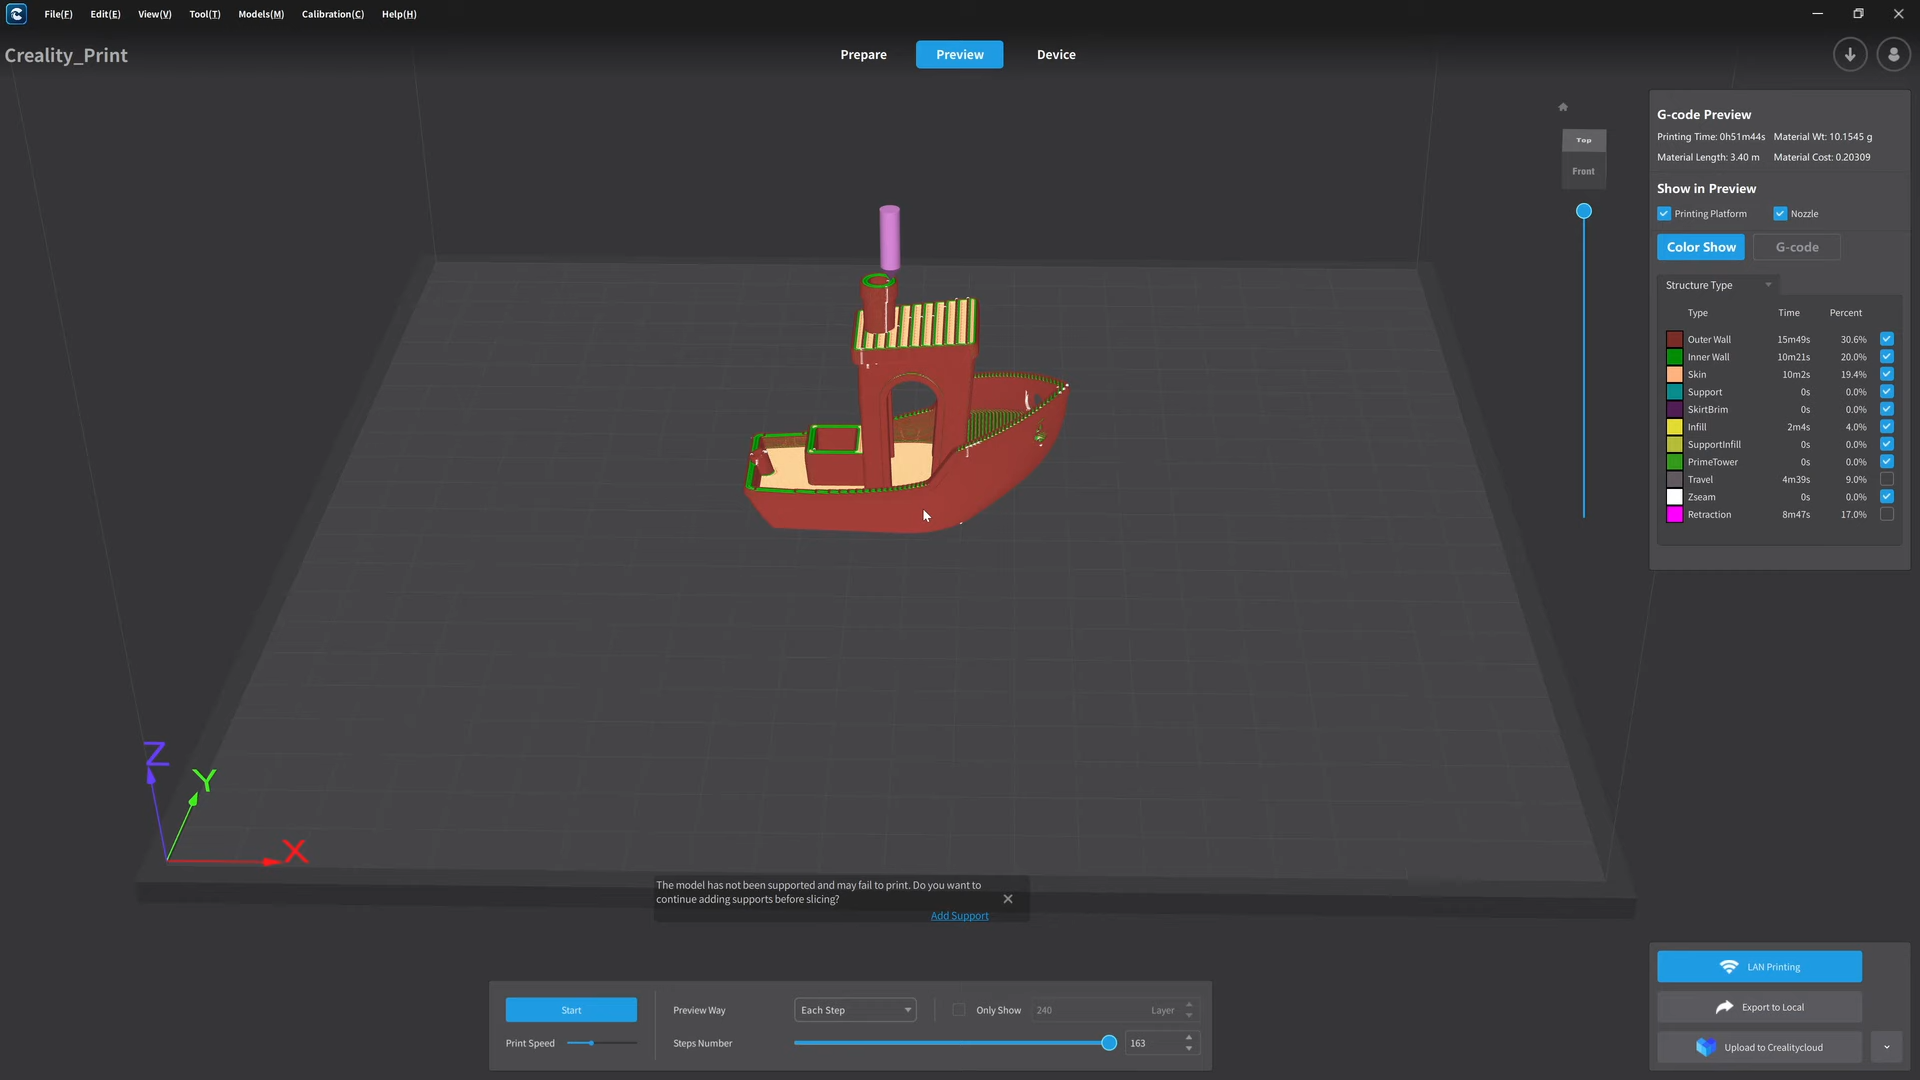 File(F) Edit(E) View(V) Tool(T) Models(M) Calibration(C) Help(H)
Creality_Print
Prepare Preview Device
Top
Front
G-code Preview
Printing Time: 0h51m44s Material Wt: 10.1545 g
Material Length: 3.40 m Material Cost: 0.20309
Show in Preview
Printing Platform Nozzle
Color Show G-code
Structure Type
Type Time Percent
Outer Wall 15m49s 30.6%
Inner Wall 10m21s 20.0%
Skin 10m2s 19.4%
Support 0s 0.0%
SkirtBrim 0s 0.0%
Infill 2m4s 4.0%
SupportInfill 0s 0.0%
PrimeTower 0s 0.0%
Travel 4m39s 9.0%
Zseam 0s 0.0%
Retraction 8m47s 17.0%
Z
Y
X
The model has not been supported and may fail to print. Do you want
continue adding supports before slicing?
Add Support
Start Preview Way Each Step Only Show 240 Layer
Print Speed Steps Number 163
LAN Printing
Export to Local
Upload to Crealitycloud